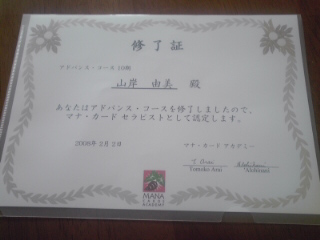 修了証
アドバンス・コース 10期
山岸 由美 殿
あなたはアドバンス・コースを修了しましたので、
マナ・カード セラピストとして認定します。
2008年2月2日
マナ・カード アカデミー
MANA
CARDS
ACADEMY